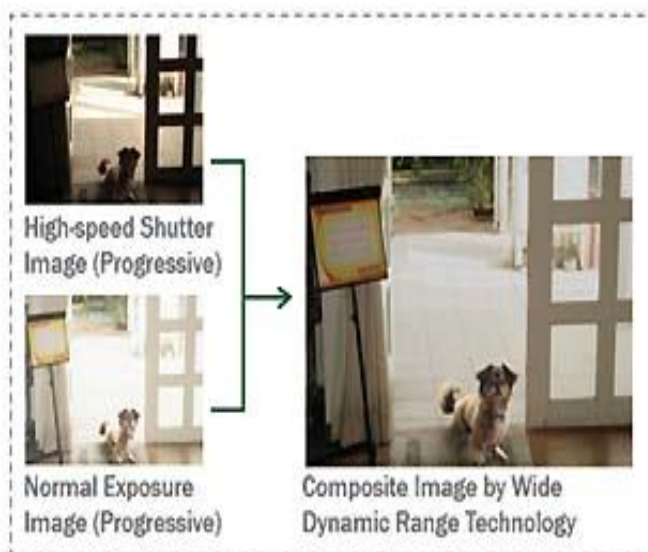 High-speed Shutter
Image (Progressive)
Normal Exposure
Image (Progressive)
Composite Image by Wide
Dynamic Range Technology